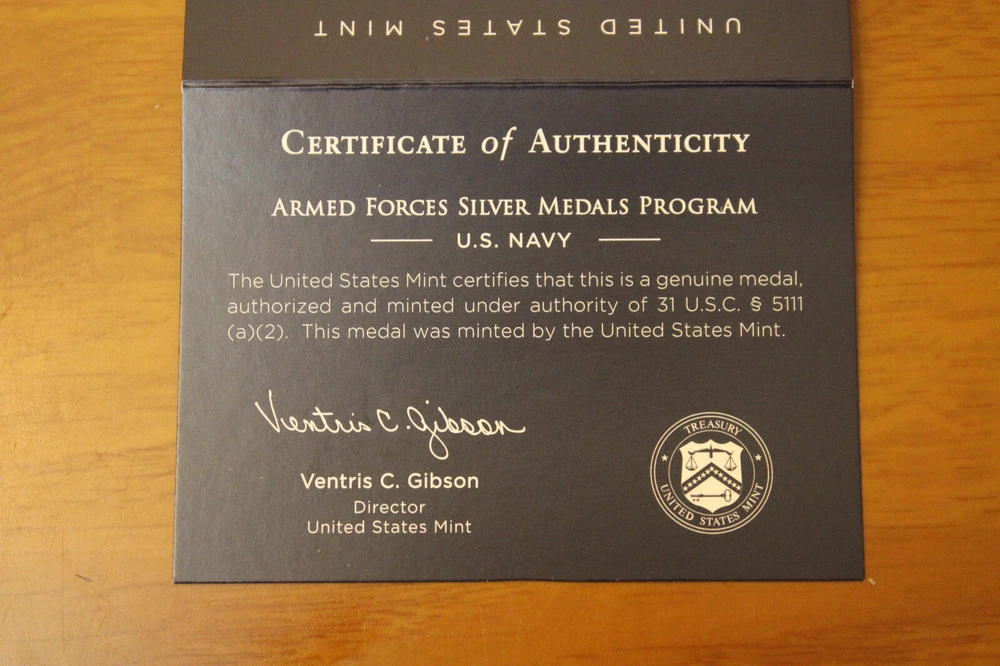 UNITED STATES MINT
CERTIFICATE of AUTHENTICITY
ARMED FORCES SILVER MEDALS PROGRAM
U.S. NAVY
The United States Mint certifies that this is a genuine medal,
authorized and minted under authority of 31 U.S.C. § 5111
(a)(2). This medal was minted by the United States Mint.
Ventris C. Gibson
Ventris C. Gibson
Director
United States Mint
TREASURY
UNITED STATES MINT